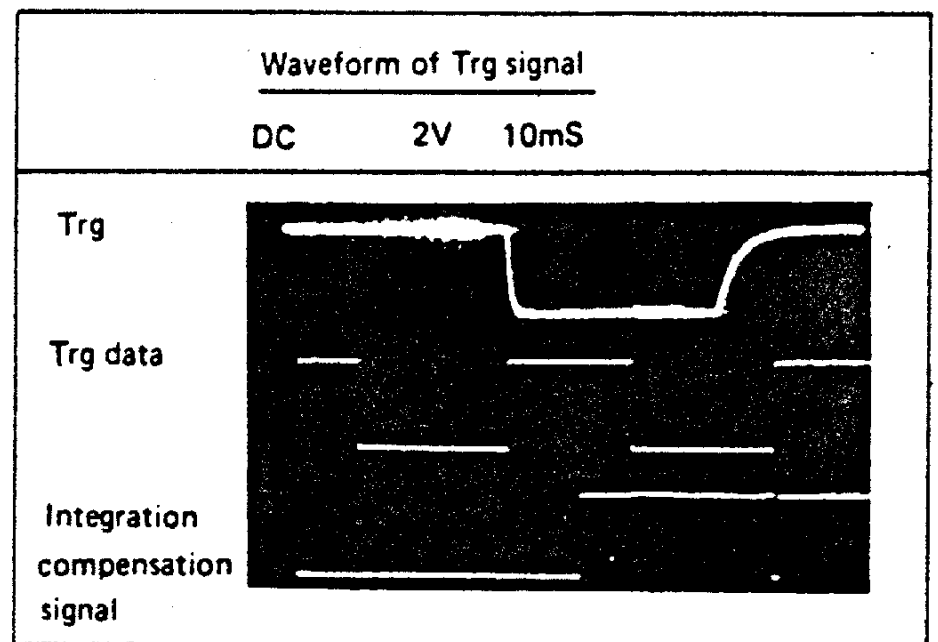 Waveform of Trg signal
DC 2V 10mS
Trg
Trg data
Integration
compensation
signal